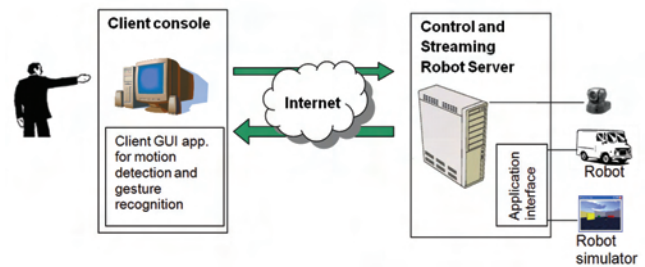 Client console
Client GUI app.
for motion
detection and
gesture
recognition
Internet
Control and
Streaming
Robot Server
Application
interface
Robot
Robot
simulator